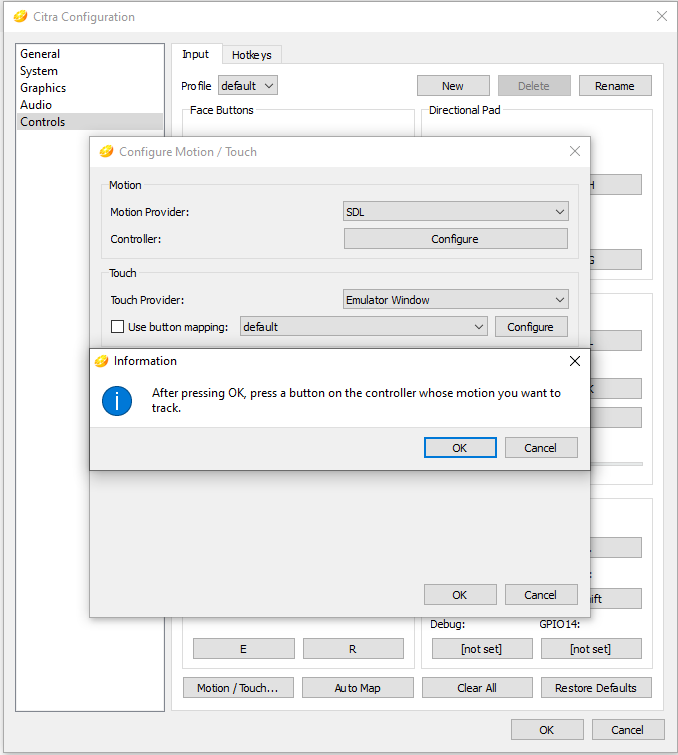 Citra Configuration
General
System
Graphics
Audio
Controls
Input
Hotkeys
Profile
default
New
Delete
Rename
Face Buttons
Directional Pad
Configure Motion / Touch
Motion
Motion Provider:
SDL
Controller:
Configure
Touch
Touch Provider:
Emulator Window
Use button mapping:
default
Configure
Information
After pressing OK, press a button on the controller whose motion you want to
track.
OK
Cancel
OK
Cancel
Debug:
GPIO14:
E
R
[not set]
[not set]
Motion / Touch...
Auto Map
Clear All
Restore Defaults
OK
Cancel